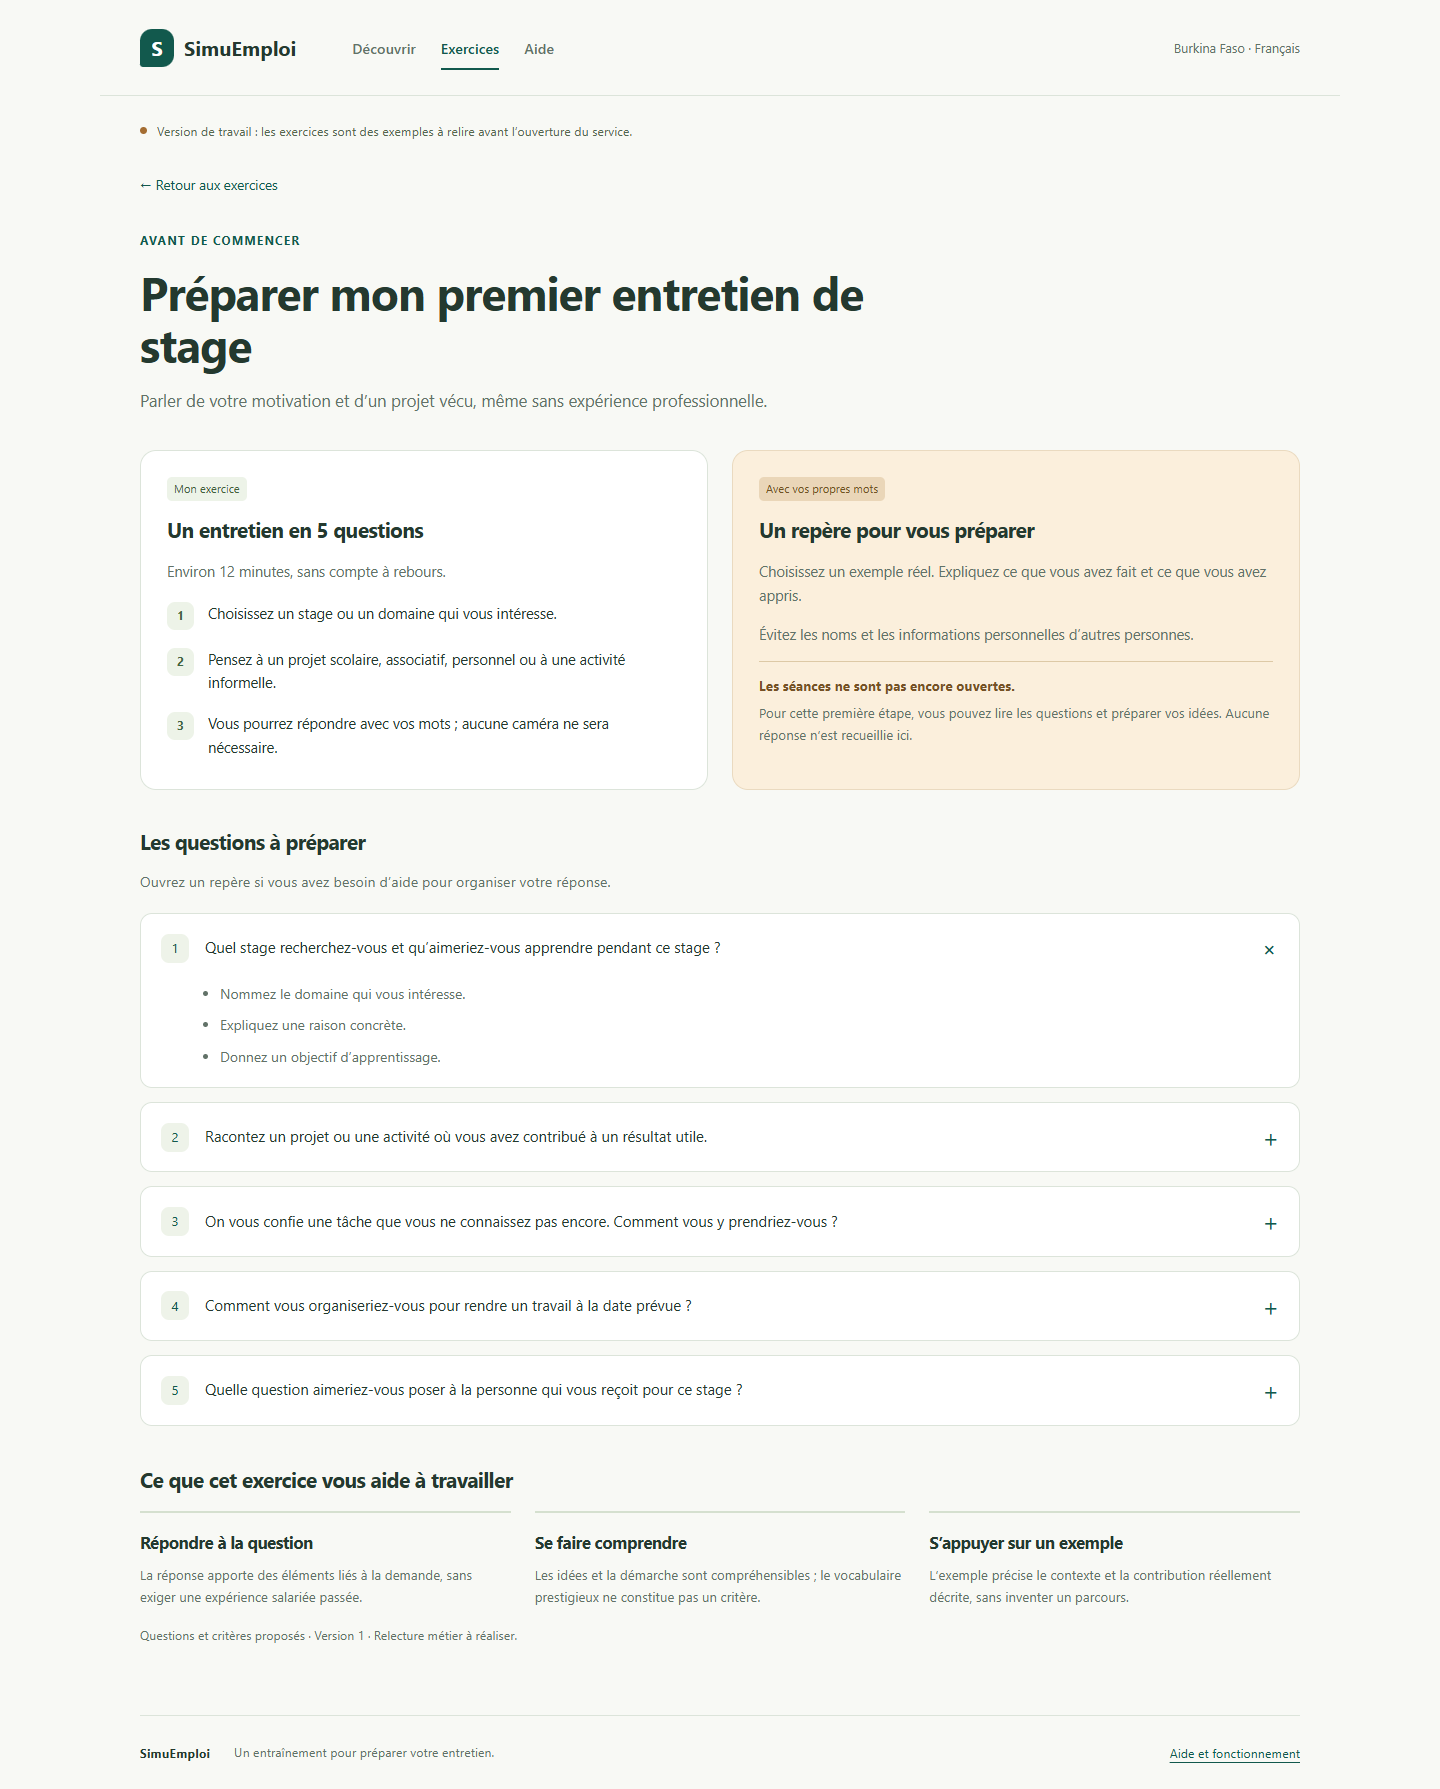 S SimuEmploi Découvrir Exercices Aide Burkina Faso · Français
Version de travail : les exercices sont des exemples à relire avant l’ouverture du service.
← Retour aux exercices
AVANT DE COMMENCER
Préparer mon premier entretien de
stage
Parler de votre motivation et d’un projet vécu, même sans expérience professionnelle.
Mon exercice
Un entretien en 5 questions
Environ 12 minutes, sans compte à rebours.
1 Choisissez un stage ou un domaine qui vous intéresse.
2 Pensez à un projet scolaire, associatif, personnel ou à une activité
informelle.
3 Vous pourrez répondre avec vos mots ; aucune caméra ne sera
nécessaire.
Avec vos propres mots
Un repère pour vous préparer
Choisissez un exemple réel. Expliquez ce que vous avez fait et ce que vous avez
appris.
Évitez les noms et les informations personnelles d’autres personnes.
Les séances ne sont pas encore ouvertes.
Pour cette première étape, vous pouvez lire les questions et préparer vos idées. Aucune
réponse n’est recueillie ici.
Les questions à préparer
Ouvrez un repère si vous avez besoin d’aide pour organiser votre réponse.
1 Quel stage recherchez-vous et qu’aimeriez-vous apprendre pendant ce stage ? ×
• Nommez le domaine qui vous intéresse.
• Expliquez une raison concrète.
• Donnez un objectif d’apprentissage.
2 Racontez un projet ou une activité où vous avez contribué à un résultat utile. +
3 On vous confie une tâche que vous ne connaissez pas encore. Comment vous y prendriez-vous ? +
4 Comment vous organiseriez-vous pour rendre un travail à la date prévue ? +
5 Quelle question aimeriez-vous poser à la personne qui vous reçoit pour ce stage ? +
Ce que cet exercice vous aide à travailler
Répondre à la question
La réponse apporte des éléments liés à la demande, sans
exiger une expérience salariée passée.
Se faire comprendre
Les idées et la démarche sont compréhensibles ; le vocabulaire
prestigieux ne constitue pas un critère.
S’appuyer sur un exemple
L’exemple précise le contexte et la contribution réellement
décrite, sans inventer un parcours.
Questions et critères proposés · Version 1 · Relecture métier à réaliser.
SimuEmploi Un entraînement pour préparer votre entretien. Aide et fonctionnement